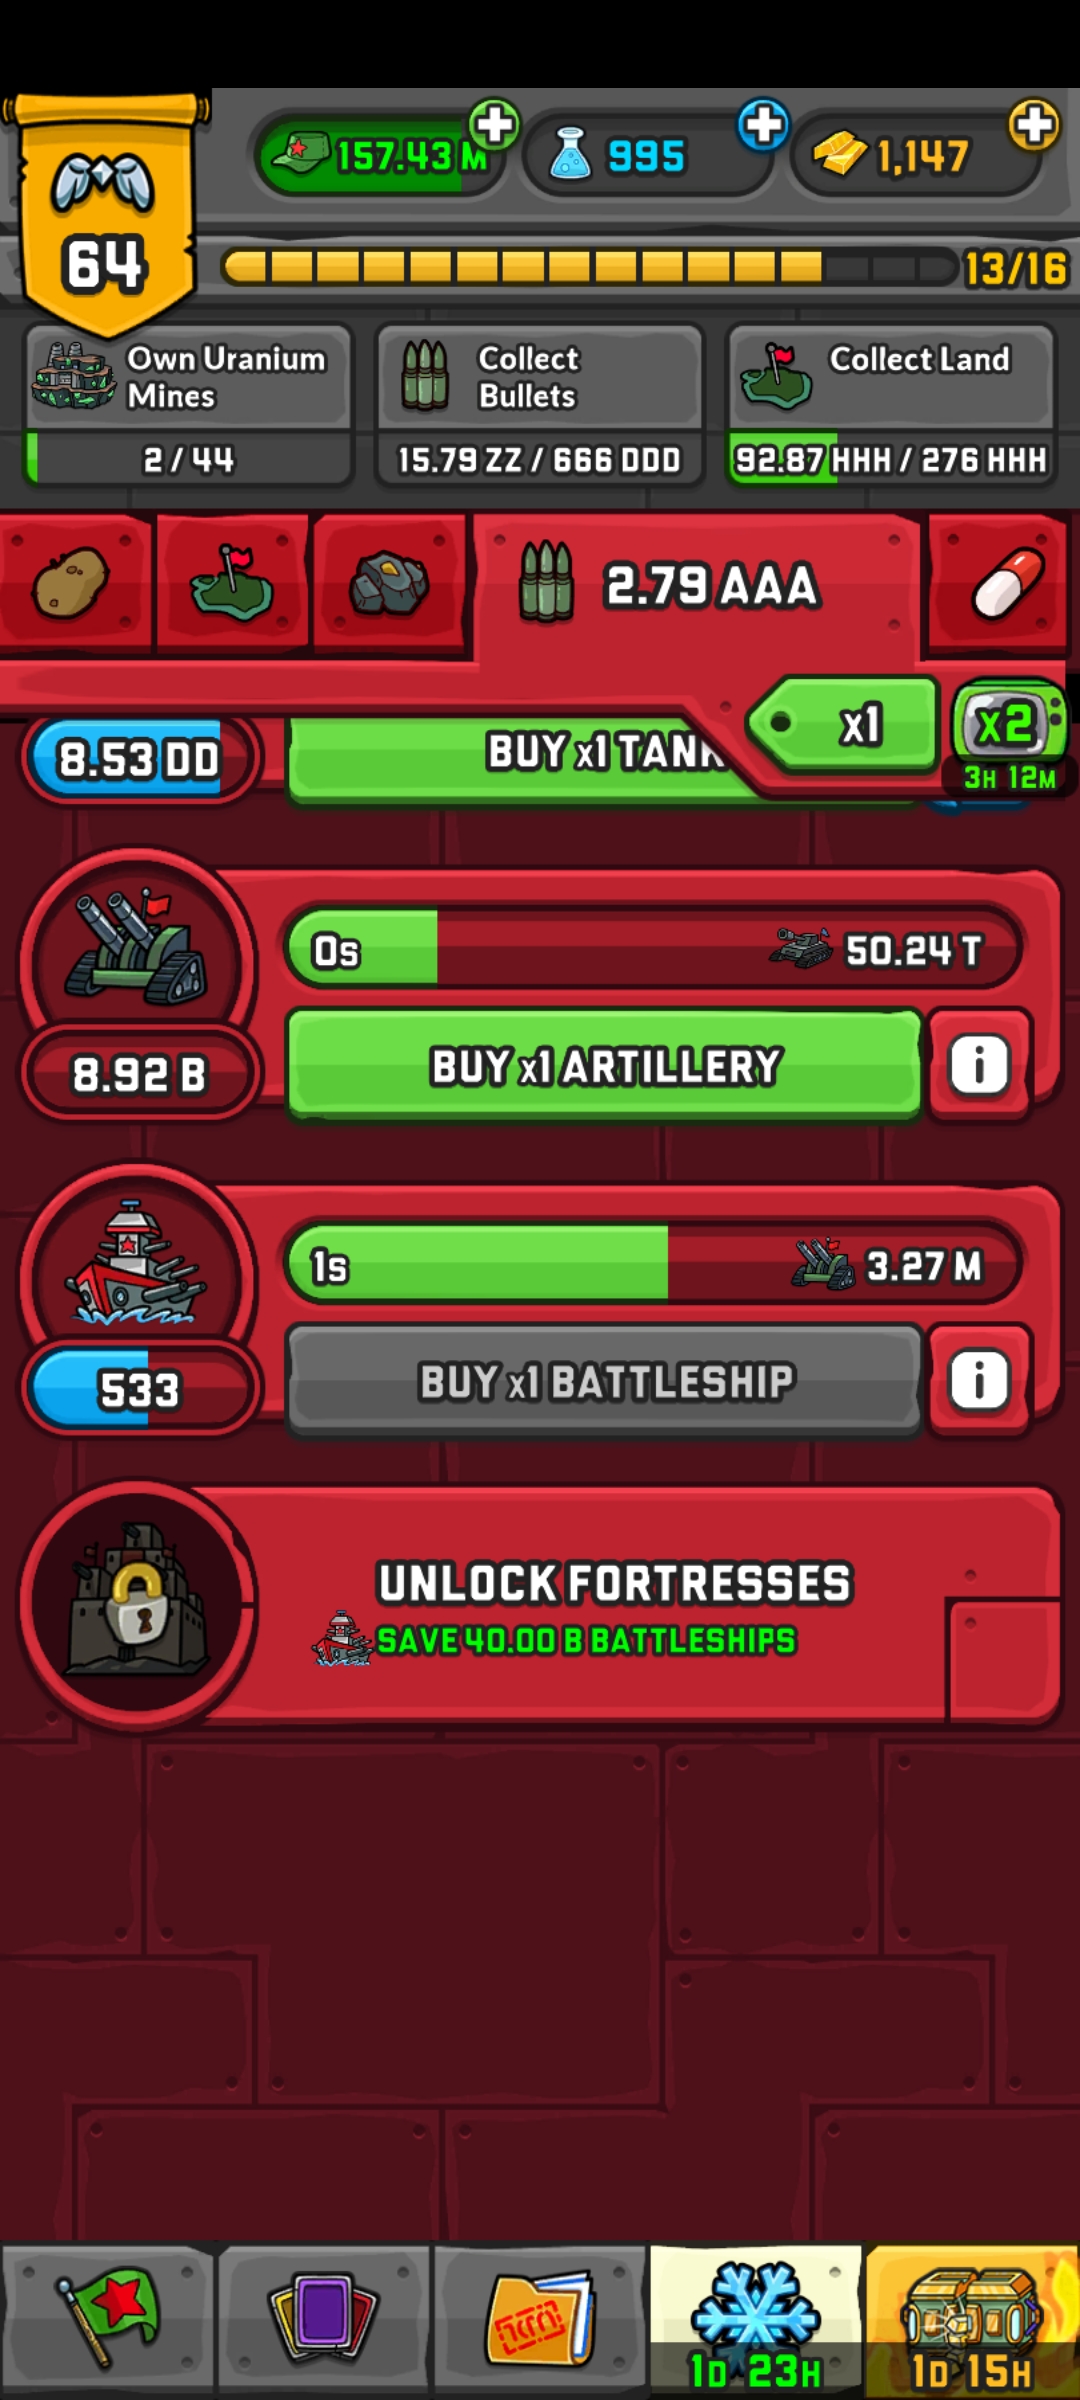 64
157.43 M
995
1,147
13/16
Own Uranium
Mines
2 / 44
Collect
Bullets
15.79 ZZ / 666 DDD
Collect Land
92.87 HHH / 276 HHH
2.79 AAA
x1
x2
3H 12M
8.53 DD
BUY x1 TANK
0s
50.24 T
8.92 B
BUY x1 ARTILLERY
i
1s
3.27 M
533
BUY x1 BATTLESHIP
i
UNLOCK FORTRESSES
SAVE 40.00 B BATTLESHIPS
1D 23H
1D 15H